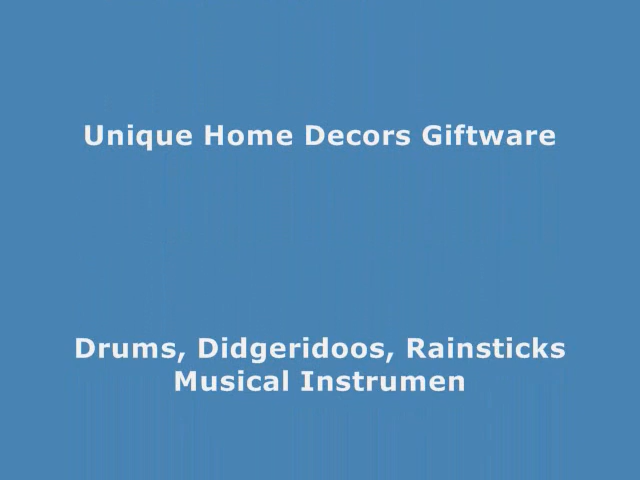 Unique Home Decors Giftware
Drums, Didgeridoos, Rainsticks
Musical Instrumen